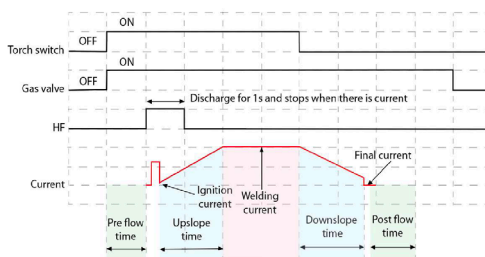 ON
OFF
Torch switch
ON
OFF
Gas valve
Discharge for 1s and stops when there is current
HF
Final current
Current
Ignition
current
Welding
current
Pre flow
time
Upslope
time
Downslope
time
Post flow
time